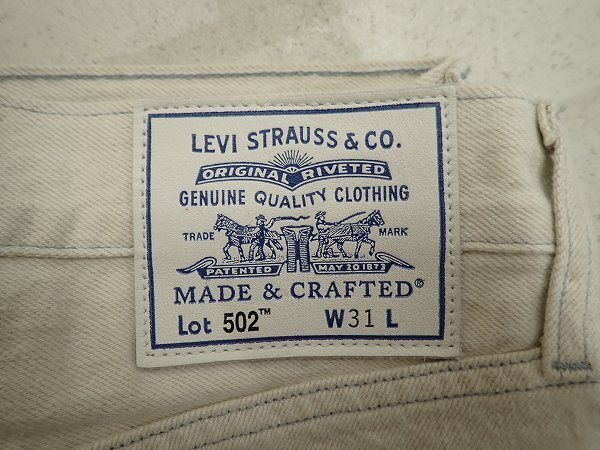 LEVI STRAUSS & CO.
ORIGINAL RIVETED
GENUINE QUALITY CLOTHING
TRADE MARK
PATENTED MAY 20 1873
MADE & CRAFTED®
Lot 502™ W31 L